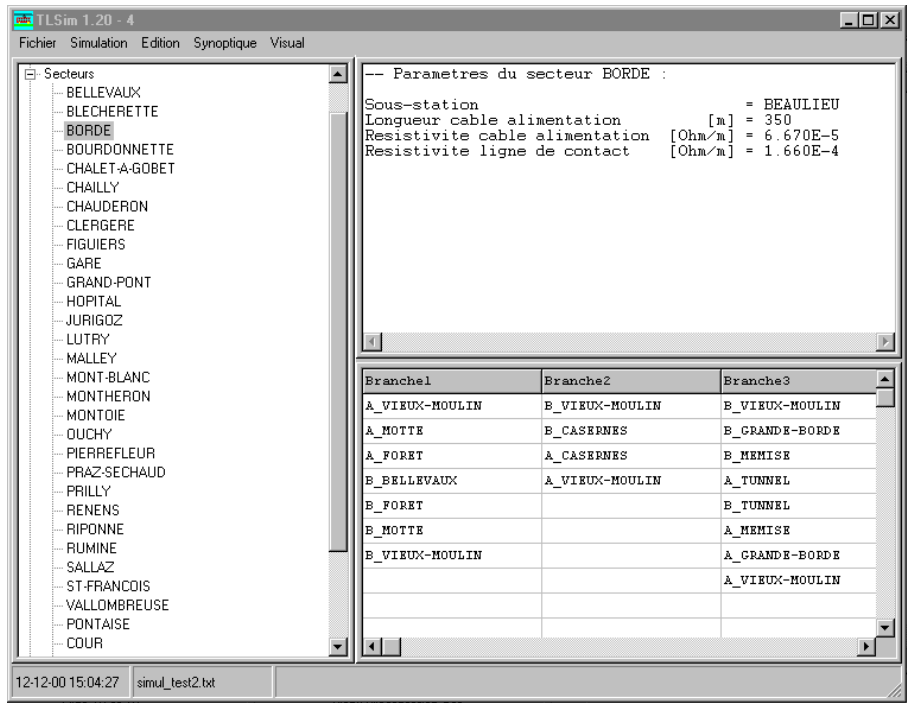 TLSim 1.20 - 4
Fichier Simulation Edition Synoptique Visual
Secteurs
BELLEVAUX
BLECHERETTE
BORDE
BOURDONNETTE
CHALET-A-GOBET
CHAILLY
CHAUDERON
CLERGERE
FIGUIERS
GARE
GRAND-PONT
HOPITAL
JURIGOZ
LUTRY
MALLEY
MONT-BLANC
MONTHERON
MONTOIE
OUCHY
PIERREFLEUR
PRAZ-SECHAUD
PRILLY
RENENS
RIPONNE
RUMINE
SALLAZ
ST-FRANCOIS
VALLOMBREUSE
PONTAISE
COUR
-- Parametres du secteur BORDE :
Sous-station = BEAULIEU
Longueur cable alimentation [m] = 350
Resistivite cable alimentation [Ohm/m] = 6.670E-5
Resistivite ligne de contact [Ohm/m] = 1.660E-4
Branche1 Branche2 Branche3
A_VIEUX-MOULIN B_VIEUX-MOULIN B_VIEUX-MOULIN
A_MOTTE B_CASERNES B_GRANDE-BORDE
A_FORET A_CASERNES B_MEMISE
B_BELLEVAUX A_VIEUX-MOULIN A_TUNNEL
B_FORET B_TUNNEL
B_MOTTE A_MEMISE
B_VIEUX-MOULIN A_GRANDE-BORDE
A_VIEUX-MOULIN
12-12-00 15:04:27 simul_test2.txt